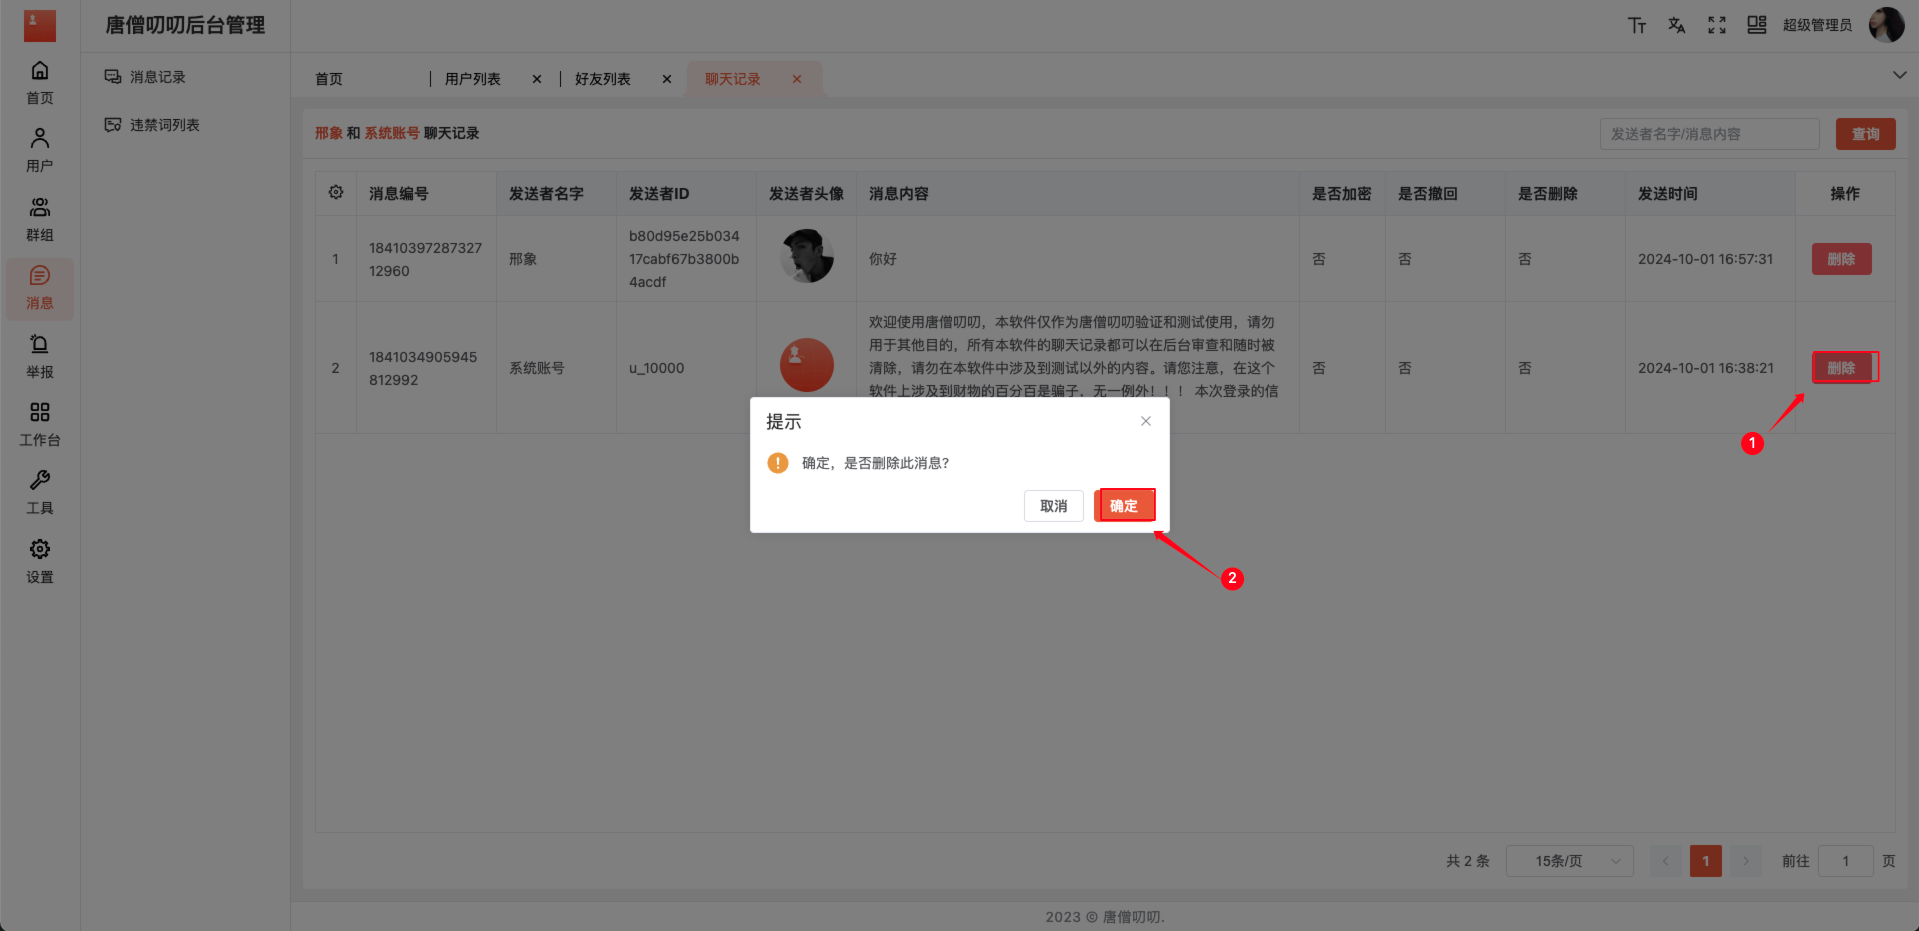 唐僧叨叨后台管理
超级管理员
首页
用户
群组
消息
举报
工作台
工具
设置
消息记录
违禁词列表
首页
用户列表
好友列表
聊天记录
邢象 和 系统账号 聊天记录
发送者名字/消息内容
查询
消息编号 发送者名字 发送者ID 发送者头像 消息内容 是否加密 是否撤回 是否删除 发送时间 操作
1
18410397287327
12960
邢象
b80d95e25b034
17cabf67b3800b
4acdf
你好
否 否 否
2024-10-01 16:57:31
删除
2
1841034905945
812992
系统账号
u_10000
欢迎使用唐僧叨叨，本软件仅作为唐僧叨叨验证和测试使用，请勿
用于其他目的，所有本软件的聊天记录都可以在后台审查和随时被
清除，请勿在本软件中涉及到测试以外的内容。请您注意，在这个
软件上涉及到财物的百分百是骗子，无一例外！！！ 本次登录的信
否 否 否
2024-10-01 16:38:21
删除
1
提示
确定，是否删除此消息?
取消
确定
2
共 2 条
15条/页
1
前往 1 页
2023 © 唐僧叨叨.